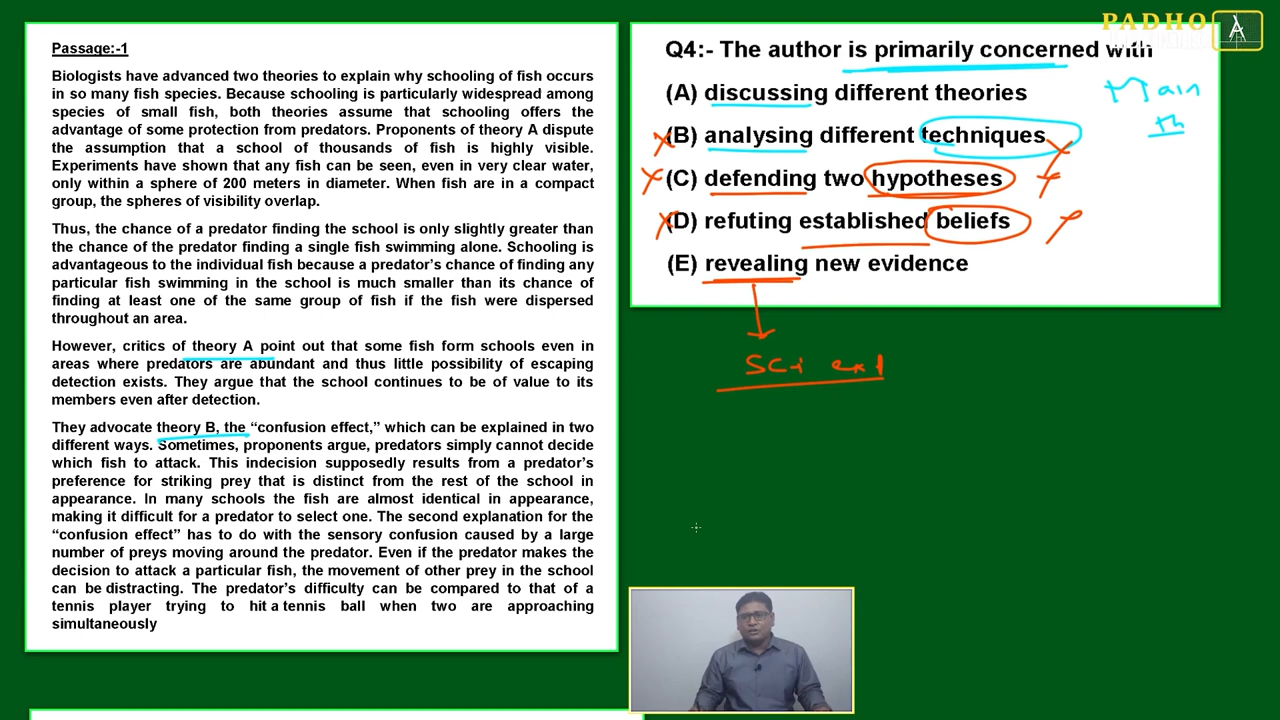 PADHO
Passage:-1
Biologists have advanced two theories to explain why schooling of fish occurs
in so many fish species. Because schooling is particularly widespread among
species of small fish, both theories assume that schooling offers the
advantage of some protection from predators. Proponents of theory A dispute
the assumption that a school of thousands of fish is highly visible.
Experiments have shown that any fish can be seen, even in very clear water,
only within a sphere of 200 meters in diameter. When fish are in a compact
group, the spheres of visibility overlap.
Thus, the chance of a predator finding the school is only slightly greater than
the chance of the predator finding a single fish swimming alone. Schooling is
advantageous to the individual fish because a predator's chance of finding any
particular fish swimming in the school is much smaller than its chance of
finding at least one of the same group of fish if the fish were dispersed
throughout an area.
However, critics of theory A point out that some fish form schools even in
areas where predators are abundant and thus little possibility of escaping
detection exists. They argue that the school continues to be of value to its
members even after detection.
They advocate theory B, the “confusion effect,” which can be explained in two
different ways. Sometimes, proponents argue, predators simply cannot decide
which fish to attack. This indecision supposedly results from a predator's
preference for striking prey that is distinct from the rest of the school in
appearance. In many schools the fish are almost identical in appearance,
making it difficult for a predator to select one. The second explanation for the
“confusion effect” has to do with the sensory confusion caused by a large
number of preys moving around the predator. Even if the predator makes the
decision to attack a particular fish, the movement of other prey in the school
can be distracting. The predator's difficulty can be compared to that of a
tennis player trying to hit a tennis ball when two are approaching
simultaneously
Q4:- The author is primarily concerned with
(A) discussing different theories
(B) analysing different techniques
(C) defending two hypotheses
(D) refuting established beliefs
(E) revealing new evidence
Main
th
Sci ext